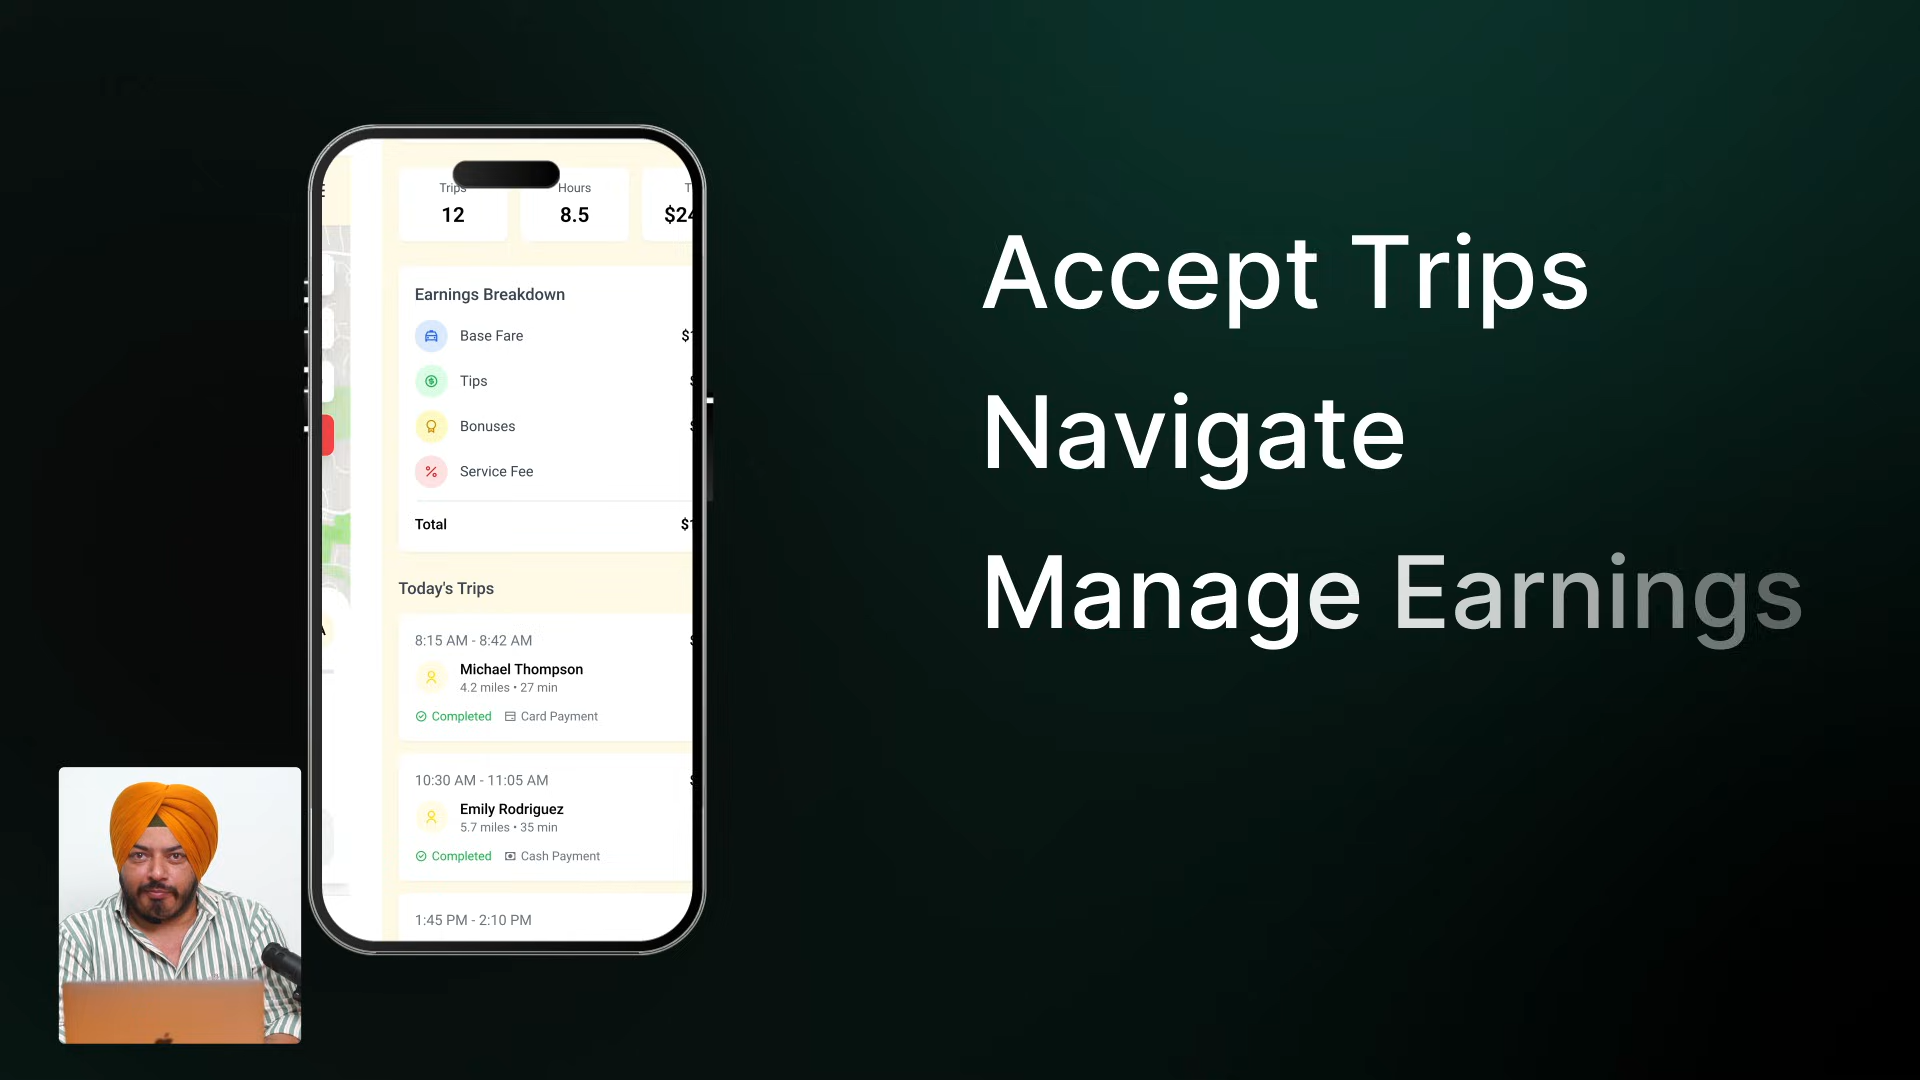 Trips
Hours
12
8.5
$24
Earnings Breakdown
Base Fare
Tips
Bonuses
Service Fee
Total
Today's Trips
8:15 AM - 8:42 AM
Michael Thompson
4.2 miles • 27 min
Completed
Card Payment
10:30 AM - 11:05 AM
Emily Rodriguez
5.7 miles • 35 min
Completed
Cash Payment
1:45 PM - 2:10 PM
Accept Trips
Navigate
Manage Earnings